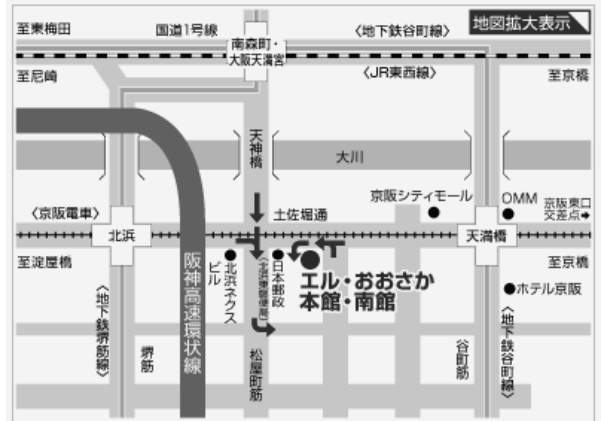 至東梅田
国道1号線
〈地下鉄谷町線〉
地図拡大表示
南森町・
大阪天満宮
至尼崎
〈JR東西線〉
至京橋
天神橋
大川
京阪シティモール
OMM
京阪東口
交差点➡
〈京阪電車〉
土佐堀通
北浜
天満橋
至淀屋橋
至京橋
阪神高速環状線
北浜ネクス
ビル
(北浜東郵便局)
日本郵政
エル・おおさか
本館・南館
ホテル京阪
〈地下鉄堺筋線〉
堺筋
松屋町筋
谷町筋
〈地下鉄谷町線〉